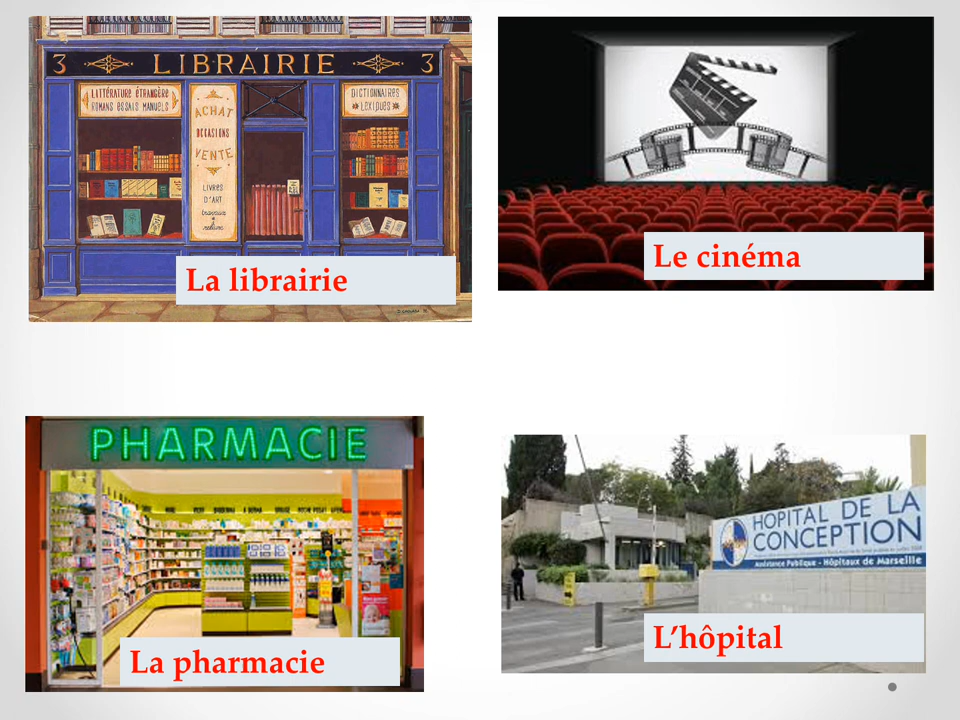 3 LIBRAIRIE 3
LITTÉRATURE ÉTRANGÈRE
ROMANS ESSAIS MANUELS
ACHAT
OCCASIONS
VENTE
LIVRES
D'ART
DICTIONNAIRES
LEXIQUES
La librairie
Le cinéma
PHARMACIE
La pharmacie
HOPITAL DE LA
CONCEPTION
Assistance Publique - Hôpitaux de Marseille
L’hôpital